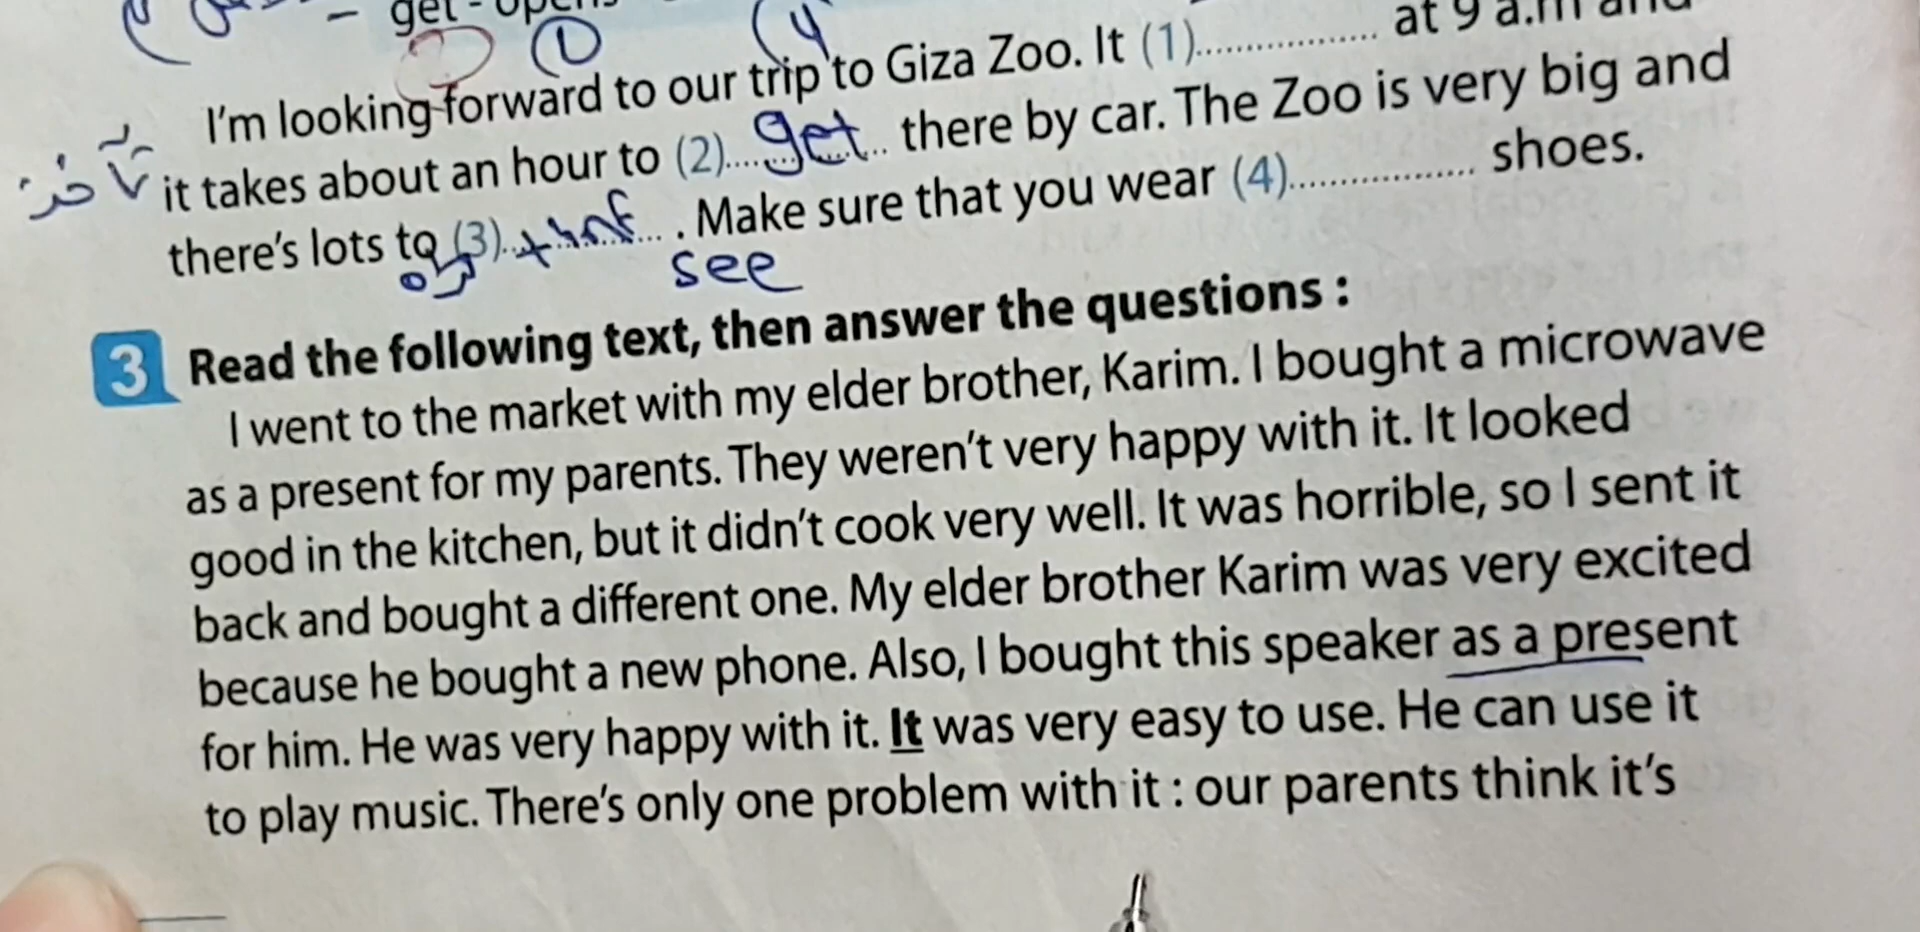 – get - opens
① (4
I'm looking forward to our trip to Giza Zoo. It (1).................. at 9 a.m and
it takes about an hour to (2)....get.. there by car. The Zoo is very big and
there's lots to (3)..+ inf.... . Make sure that you wear (4).................. shoes.
see
3 Read the following text, then answer the questions :
I went to the market with my elder brother, Karim. I bought a microwave
as a present for my parents. They weren't very happy with it. It looked
good in the kitchen, but it didn't cook very well. It was horrible, so I sent it
back and bought a different one. My elder brother Karim was very excited
because he bought a new phone. Also, I bought this speaker as a present
for him. He was very happy with it. It was very easy to use. He can use it
to play music. There's only one problem with it : our parents think it's